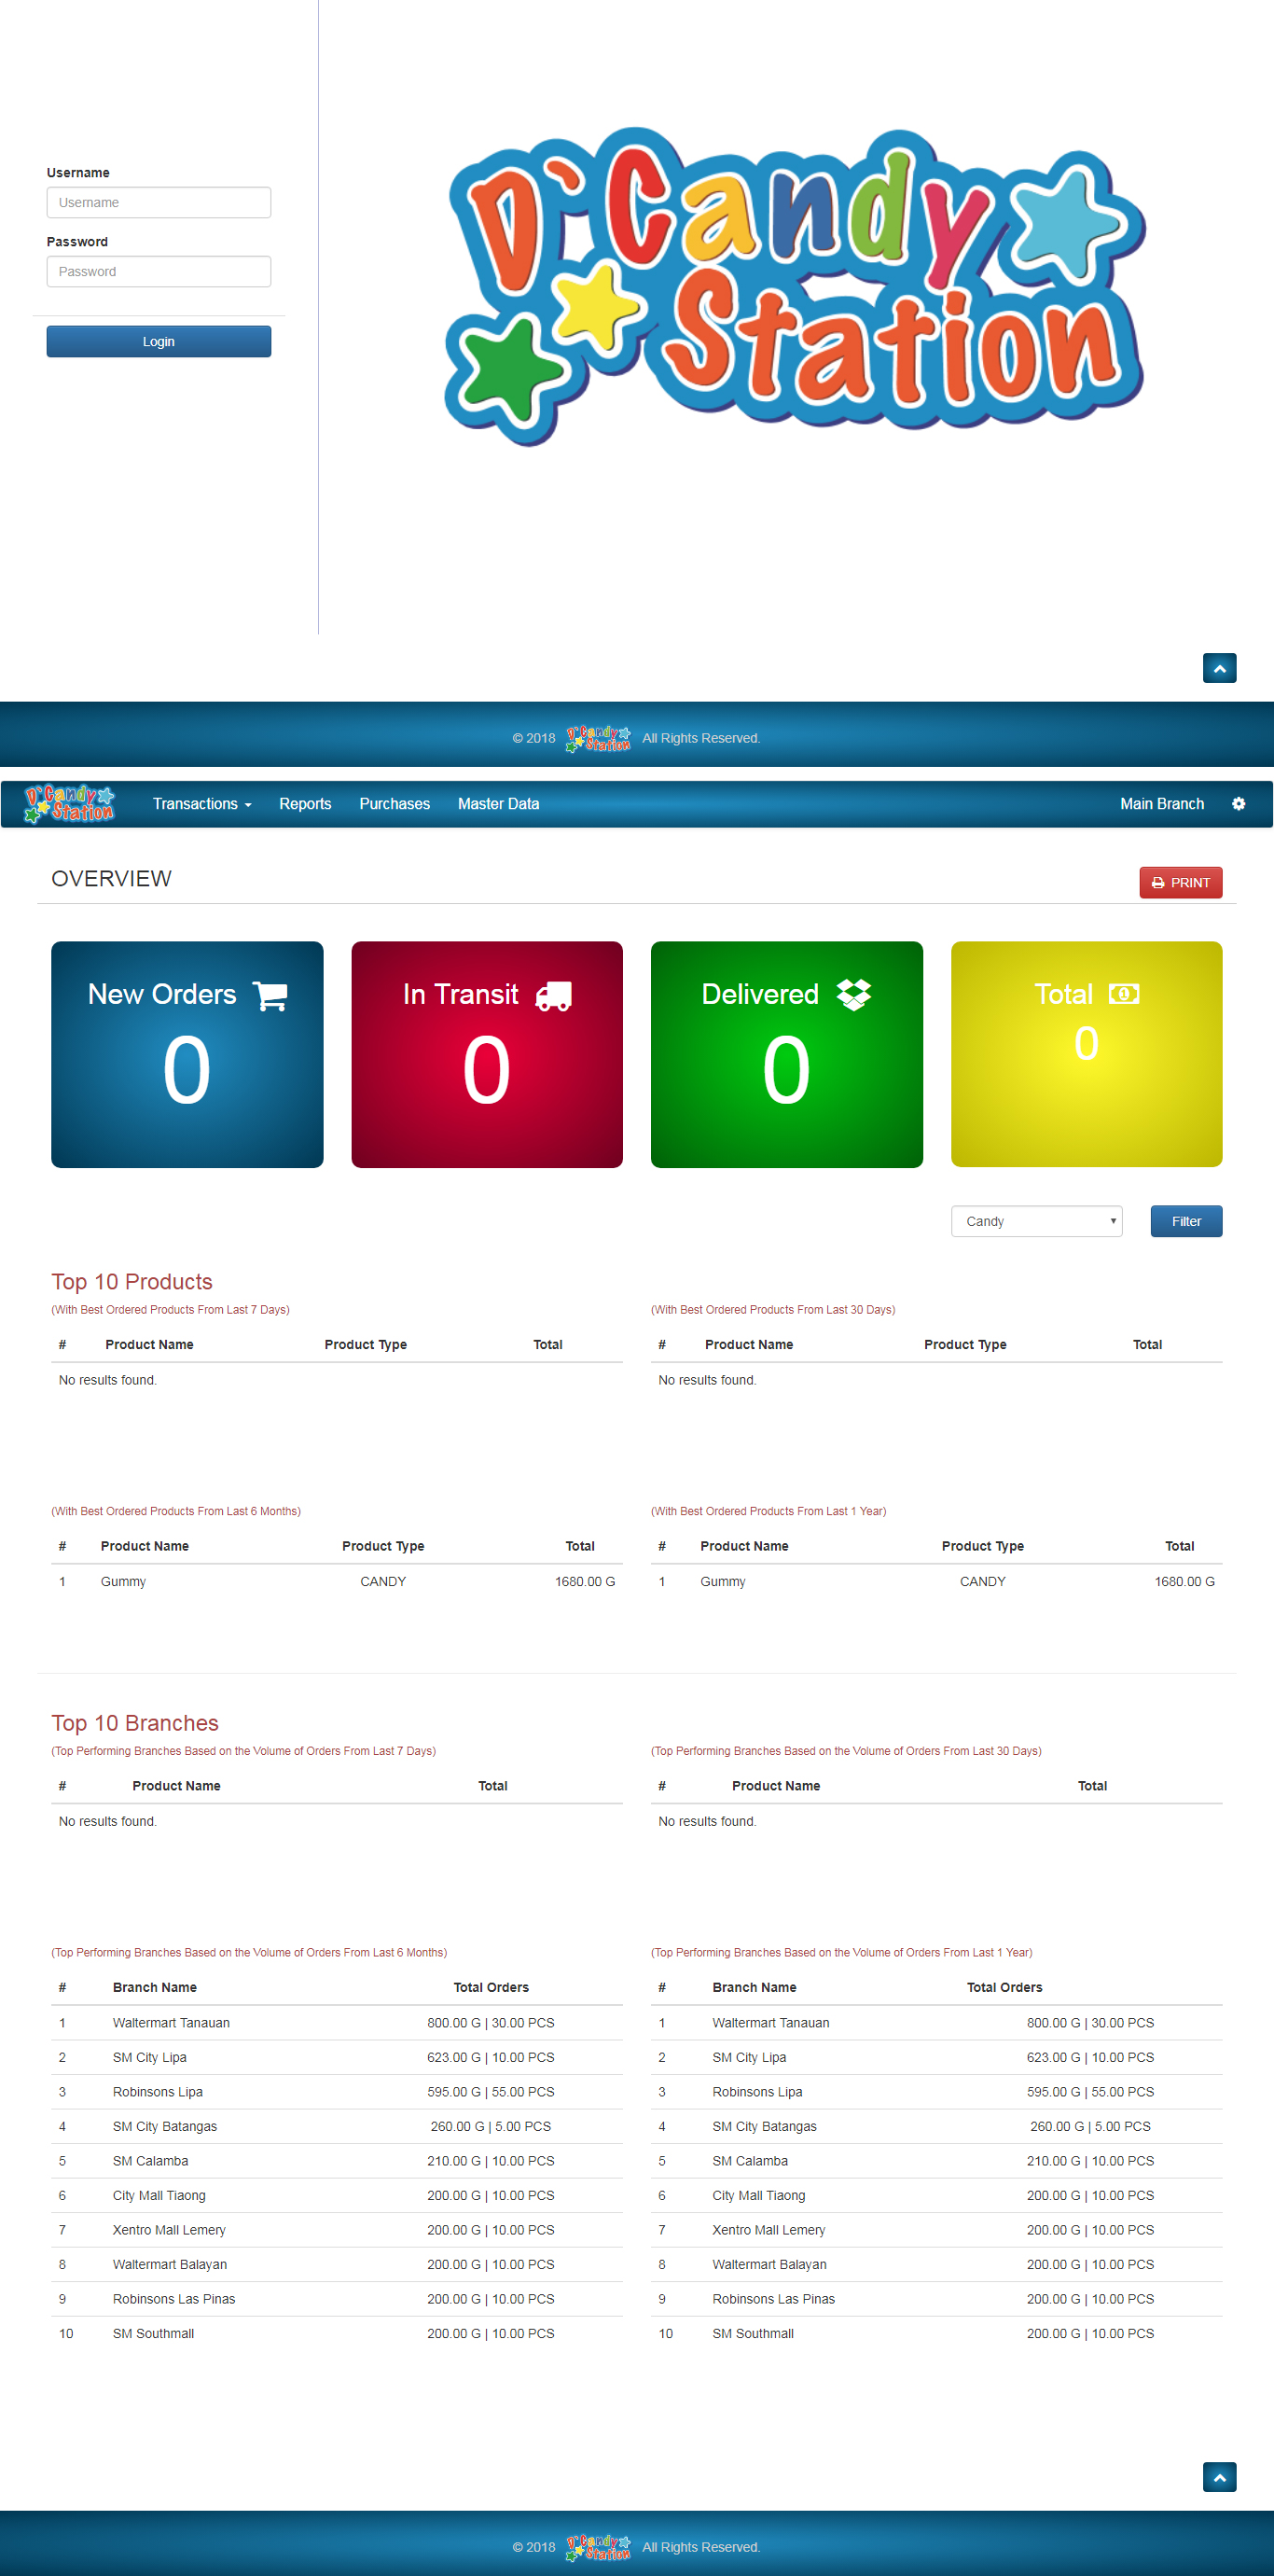 Username
Username
Password
Password
Login
D'Candy
Station
© 2018 D'Candy Station All Rights Reserved.
D'Candy Station Transactions Reports Purchases Master Data Main Branch
OVERVIEW PRINT
New Orders In Transit Delivered Total
0 0 0 0
Candy Filter
Top 10 Products
(With Best Ordered Products From Last 7 Days)
# Product Name Product Type Total
No results found.
(With Best Ordered Products From Last 30 Days)
# Product Name Product Type Total
No results found.
(With Best Ordered Products From Last 6 Months)
# Product Name Product Type Total
1 Gummy CANDY 1680.00 G
(With Best Ordered Products From Last 1 Year)
# Product Name Product Type Total
1 Gummy CANDY 1680.00 G
Top 10 Branches
(Top Performing Branches Based on the Volume of Orders From Last 7 Days)
# Product Name Total
No results found.
(Top Performing Branches Based on the Volume of Orders From Last 30 Days)
# Product Name Total
No results found.
(Top Performing Branches Based on the Volume of Orders From Last 6 Months)
# Branch Name Total Orders
1 Waltermart Tanauan 800.00 G | 30.00 PCS
2 SM City Lipa 623.00 G | 10.00 PCS
3 Robinsons Lipa 595.00 G | 55.00 PCS
4 SM City Batangas 260.00 G | 5.00 PCS
5 SM Calamba 210.00 G | 10.00 PCS
6 City Mall Tiaong 200.00 G | 10.00 PCS
7 Xentro Mall Lemery 200.00 G | 10.00 PCS
8 Waltermart Balayan 200.00 G | 10.00 PCS
9 Robinsons Las Pinas 200.00 G | 10.00 PCS
10 SM Southmall 200.00 G | 10.00 PCS
(Top Performing Branches Based on the Volume of Orders From Last 1 Year)
# Branch Name Total Orders
1 Waltermart Tanauan 800.00 G | 30.00 PCS
2 SM City Lipa 623.00 G | 10.00 PCS
3 Robinsons Lipa 595.00 G | 55.00 PCS
4 SM City Batangas 260.00 G | 5.00 PCS
5 SM Calamba 210.00 G | 10.00 PCS
6 City Mall Tiaong 200.00 G | 10.00 PCS
7 Xentro Mall Lemery 200.00 G | 10.00 PCS
8 Waltermart Balayan 200.00 G | 10.00 PCS
9 Robinsons Las Pinas 200.00 G | 10.00 PCS
10 SM Southmall 200.00 G | 10.00 PCS
© 2018 D'Candy Station All Rights Reserved.